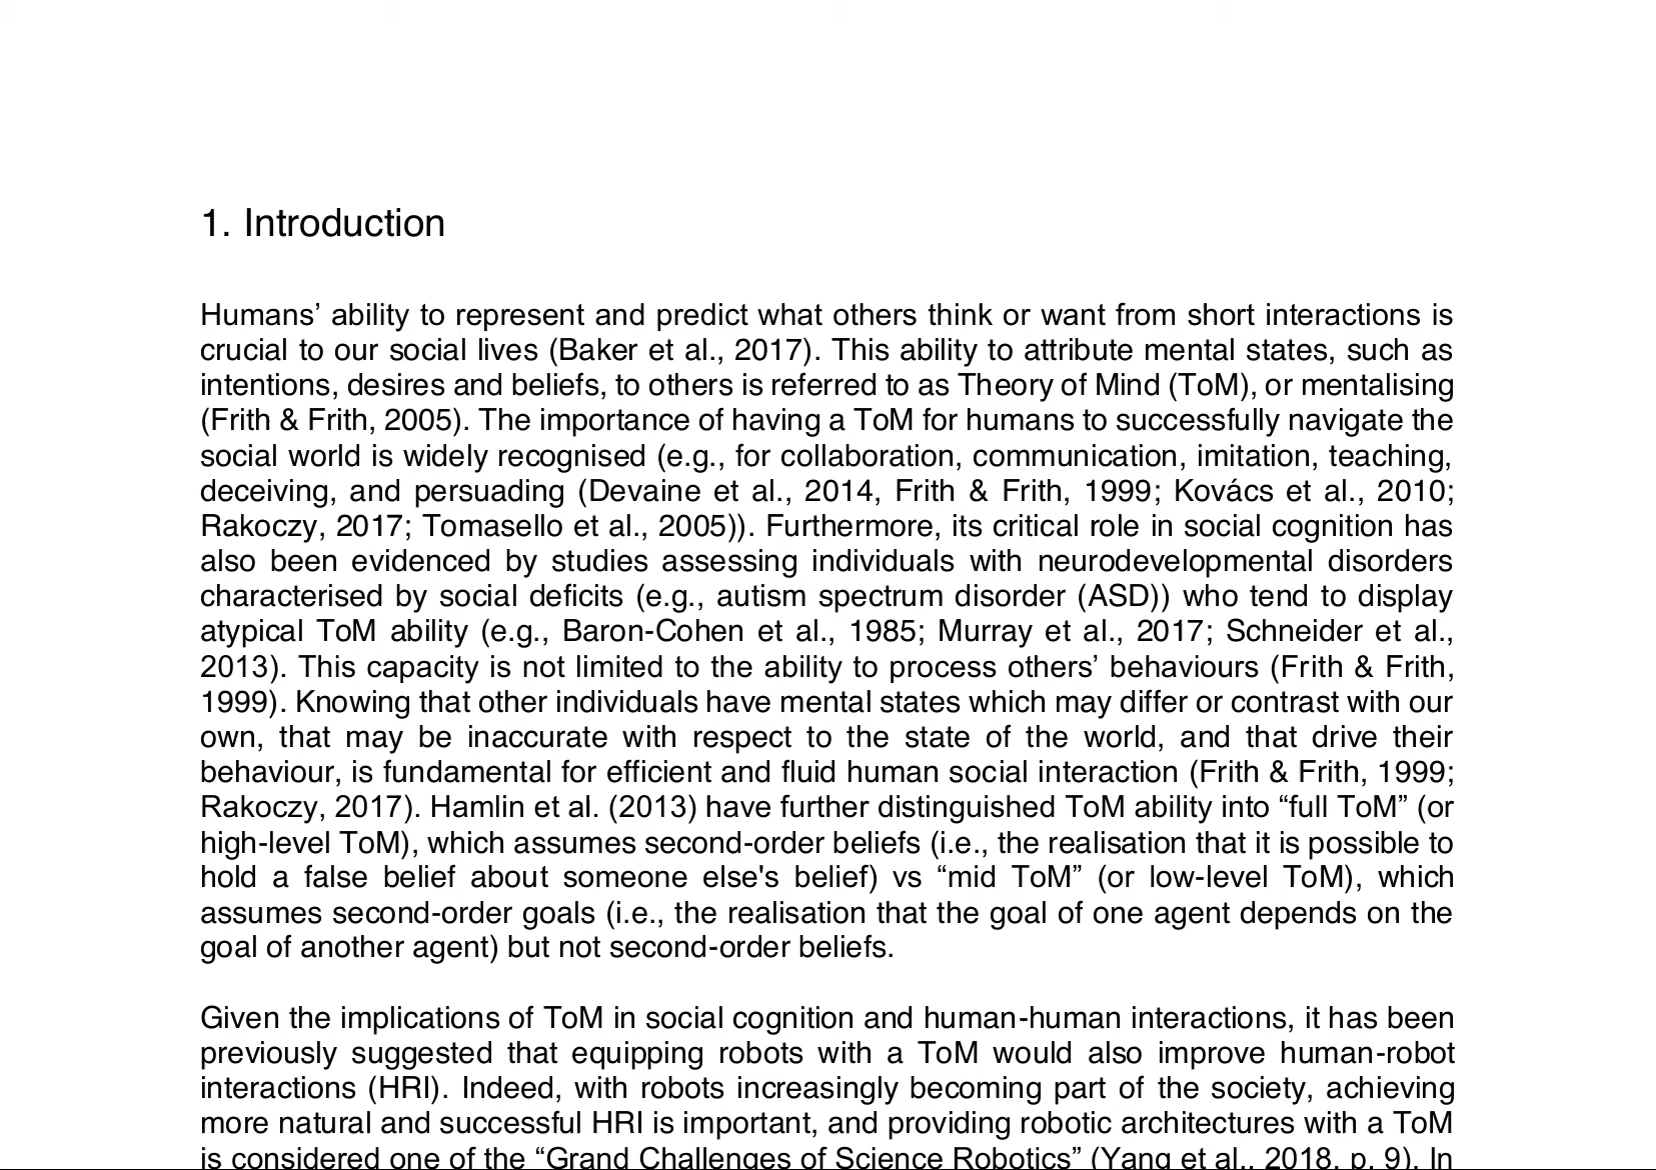 1. Introduction
Humans’ ability to represent and predict what others think or want from short interactions is
crucial to our social lives (Baker et al., 2017). This ability to attribute mental states, such as
intentions, desires and beliefs, to others is referred to as Theory of Mind (ToM), or mentalising
(Frith & Frith, 2005). The importance of having a ToM for humans to successfully navigate the
social world is widely recognised (e.g., for collaboration, communication, imitation, teaching,
deceiving, and persuading (Devaine et al., 2014, Frith & Frith, 1999; Kovács et al., 2010;
Rakoczy, 2017; Tomasello et al., 2005)). Furthermore, its critical role in social cognition has
also been evidenced by studies assessing individuals with neurodevelopmental disorders
characterised by social deficits (e.g., autism spectrum disorder (ASD)) who tend to display
atypical ToM ability (e.g., Baron-Cohen et al., 1985; Murray et al., 2017; Schneider et al.,
2013). This capacity is not limited to the ability to process others’ behaviours (Frith & Frith,
1999). Knowing that other individuals have mental states which may differ or contrast with our
own, that may be inaccurate with respect to the state of the world, and that drive their
behaviour, is fundamental for efficient and fluid human social interaction (Frith & Frith, 1999;
Rakoczy, 2017). Hamlin et al. (2013) have further distinguished ToM ability into “full ToM” (or
high-level ToM), which assumes second-order beliefs (i.e., the realisation that it is possible to
hold a false belief about someone else's belief) vs “mid ToM” (or low-level ToM), which
assumes second-order goals (i.e., the realisation that the goal of one agent depends on the
goal of another agent) but not second-order beliefs.
Given the implications of ToM in social cognition and human-human interactions, it has been
previously suggested that equipping robots with a ToM would also improve human-robot
interactions (HRI). Indeed, with robots increasingly becoming part of the society, achieving
more natural and successful HRI is important, and providing robotic architectures with a ToM
is considered one of the “Grand Challenges of Science Robotics” (Yang et al., 2018, p. 9). In